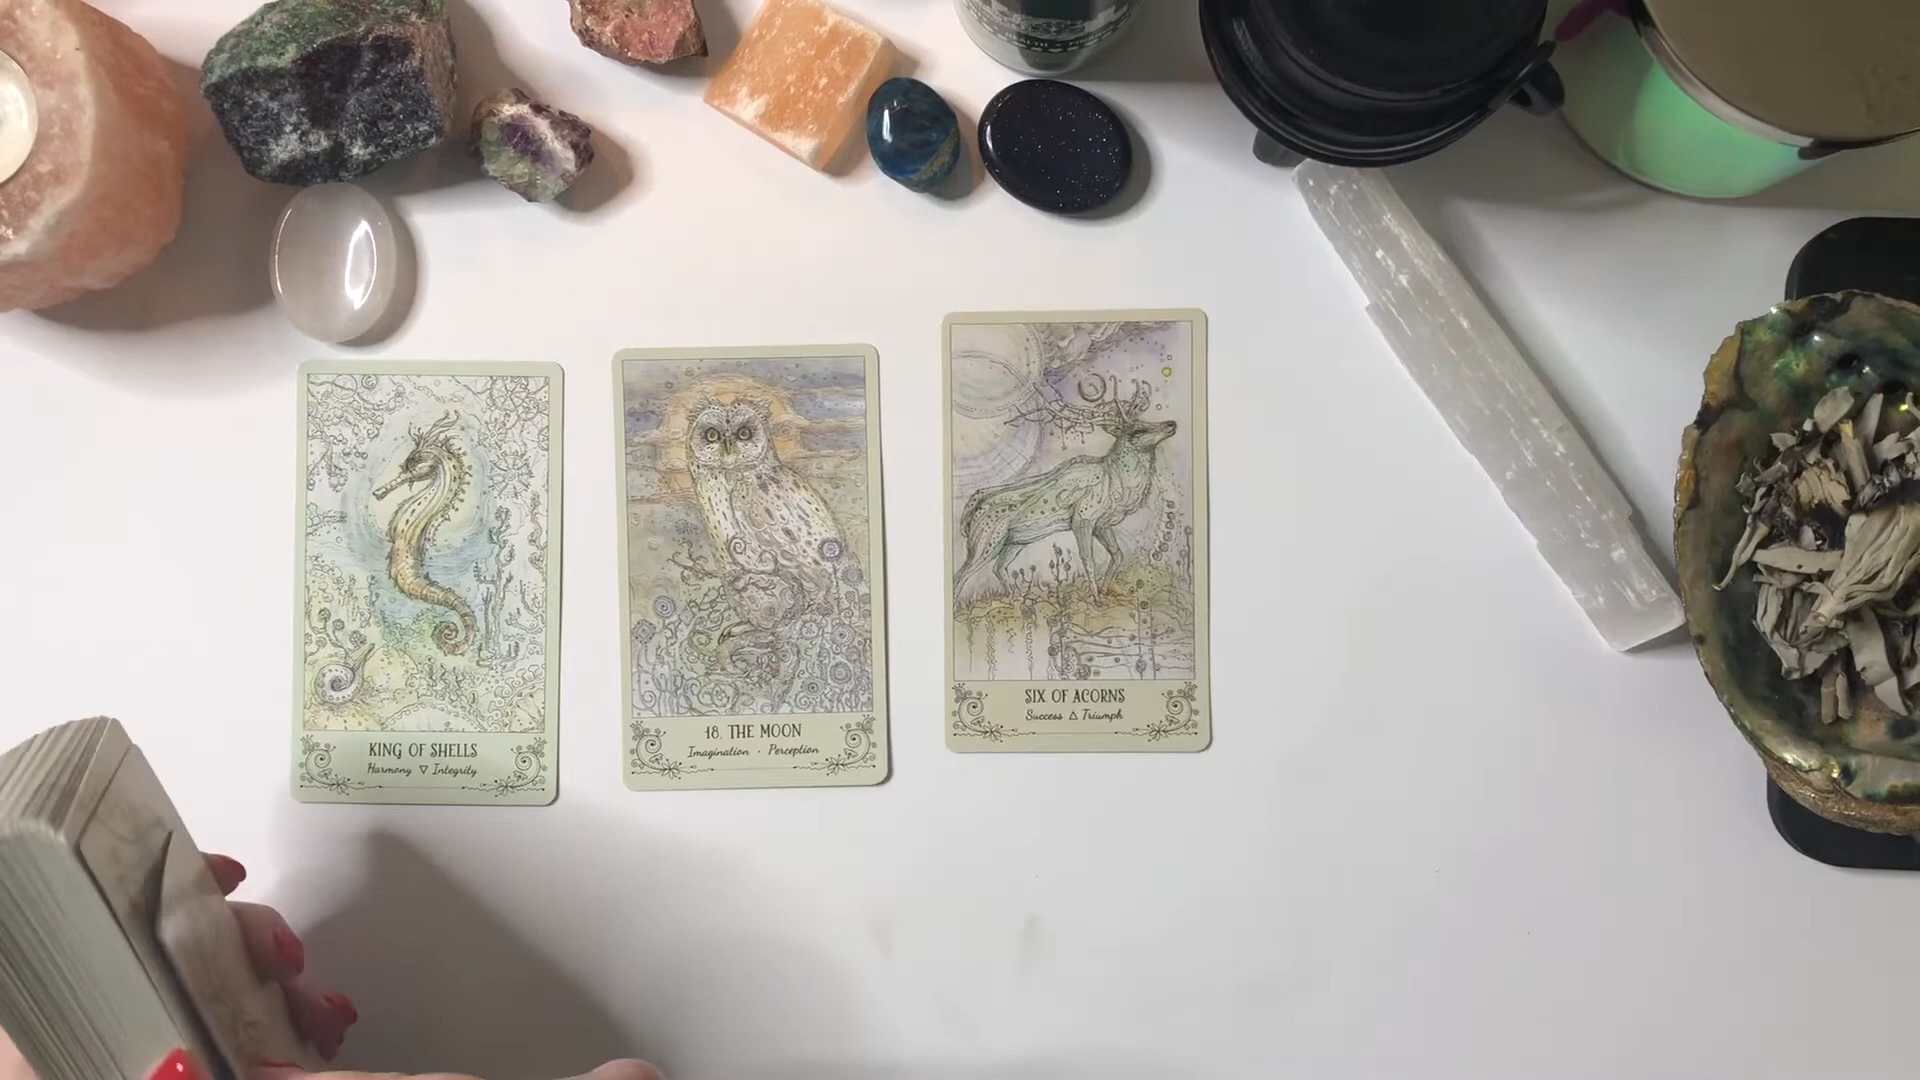 KING OF SHELLS
Harmony ▽ Integrity
18. THE MOON
Imagination · Perception
SIX OF ACORNS
Success △ Triumph